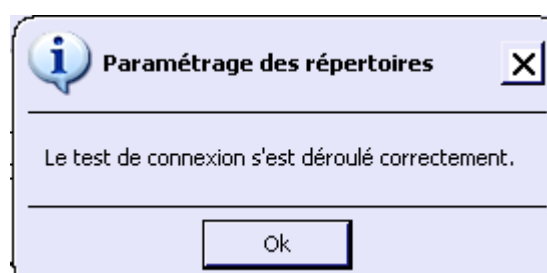 Paramétrage des répertoires
Le test de connexion s'est déroulé correctement.
Ok